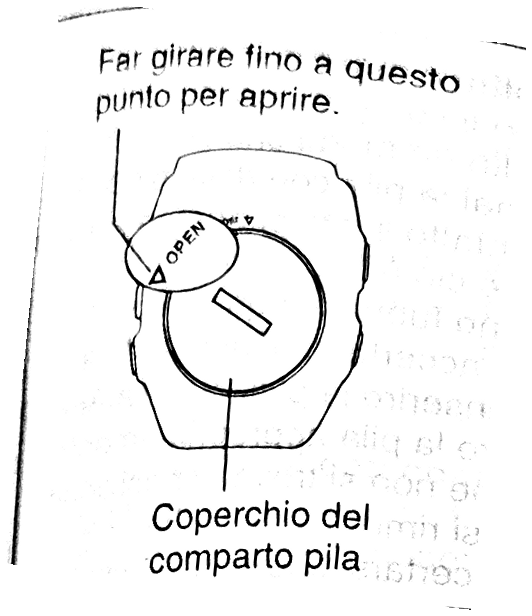 Far girare fino a questo
punto per aprire.
OPEN
Coperchio del
comparto pila